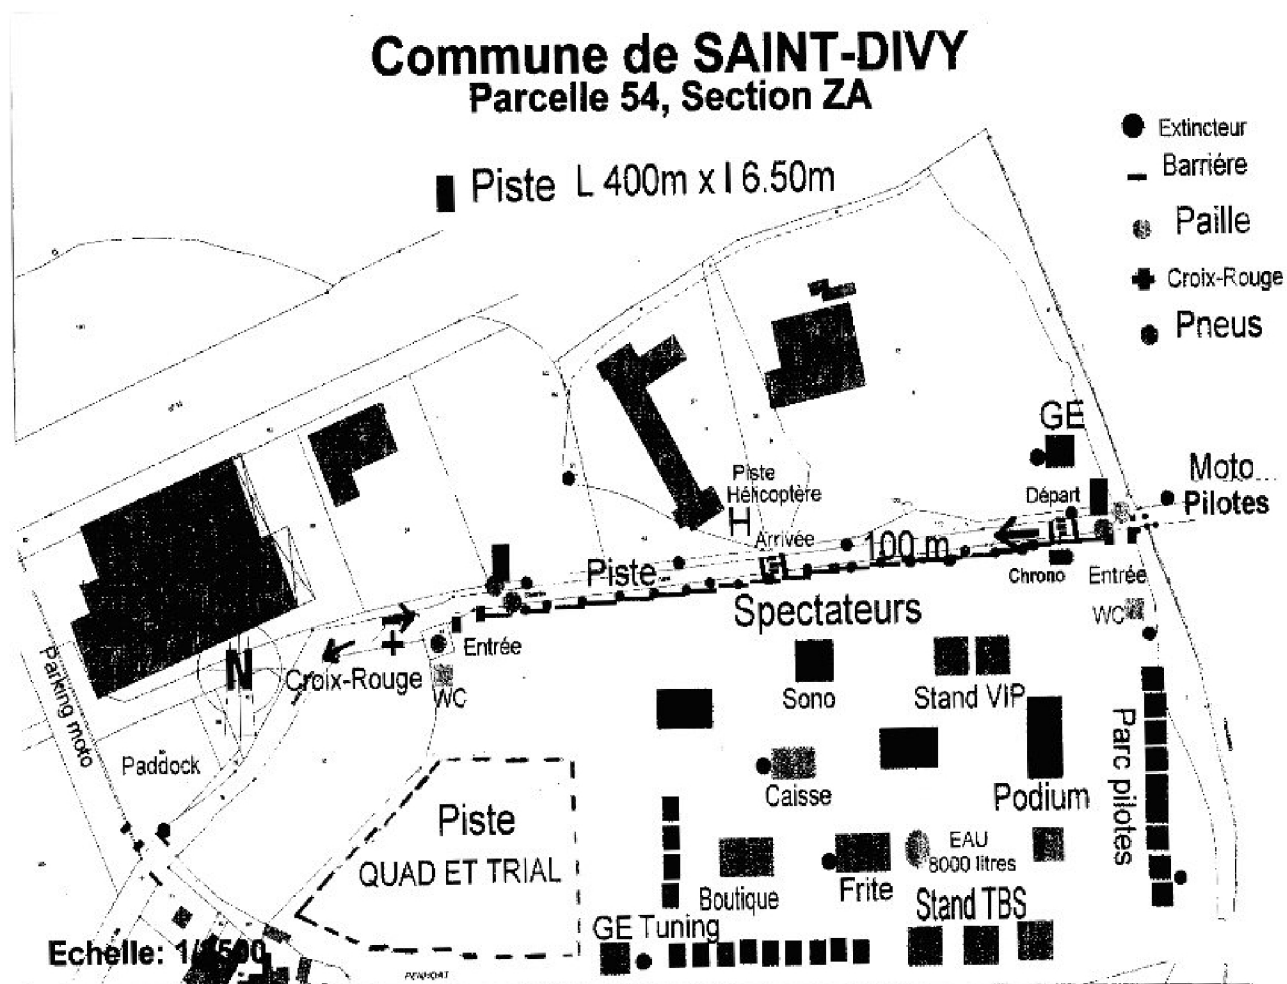 Commune de SAINT-DIVY
Parcelle 54, Section ZA
Piste L 400m x l 6.50m
Extincteur
Barriére
Paille
Croix-Rouge
Pneus
GE
Moto
Pilotes
Piste
Hélicoptère
H
Départ
Arrivée
100 m
Piste
Chrono
Entrée
Spectateurs
WC
Entrée
Croix-Rouge
WC
N
Parking moto
Paddock
Sono
Stand VIP
Caisse
Podium
Parc pilotes
Piste
QUAD ET TRIAL
Boutique
Frite
EAU
8000 litres
Stand TBS
GE Tuning
Echelle:
PENHOAT